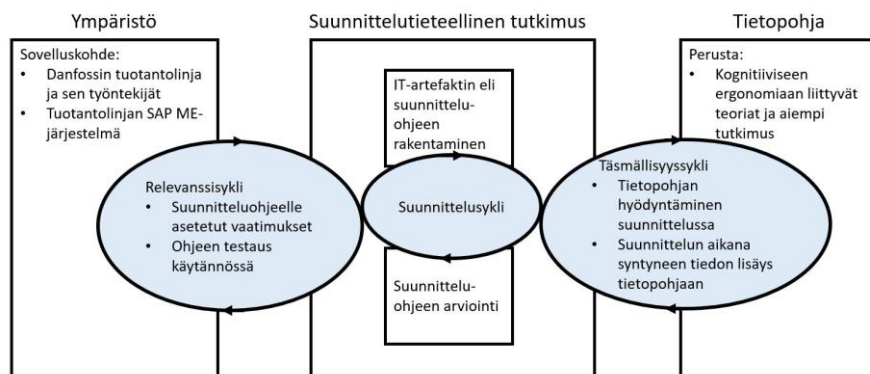 Ympäristö
Suunnittelutieteellinen tutkimus
Tietopohja
Sovelluskohde:
• Danfossin tuotantolinja
ja sen työntekijät
• Tuotantolinjan SAP ME-
järjestelmä
IT-artefaktin eli
suunnittelu-
ohjeen
rakentaminen
Perusta:
• Kognitiiviseen
ergonomiaan liittyvät
teoriat ja aiempi
tutkimus
Relevanssisykli
• Suunnitteluohjeelle
asetetut vaatimukset
• Ohjeen testaus
käytännössä
Suunnittelusykli
Täsmällisyyssykli
• Tietopohjan
hyödyntäminen
suunnittelussa
• Suunnittelun aikana
syntyneen tiedon lisäys
tietopohjaan
Suunnittelu-
ohjeen arviointi